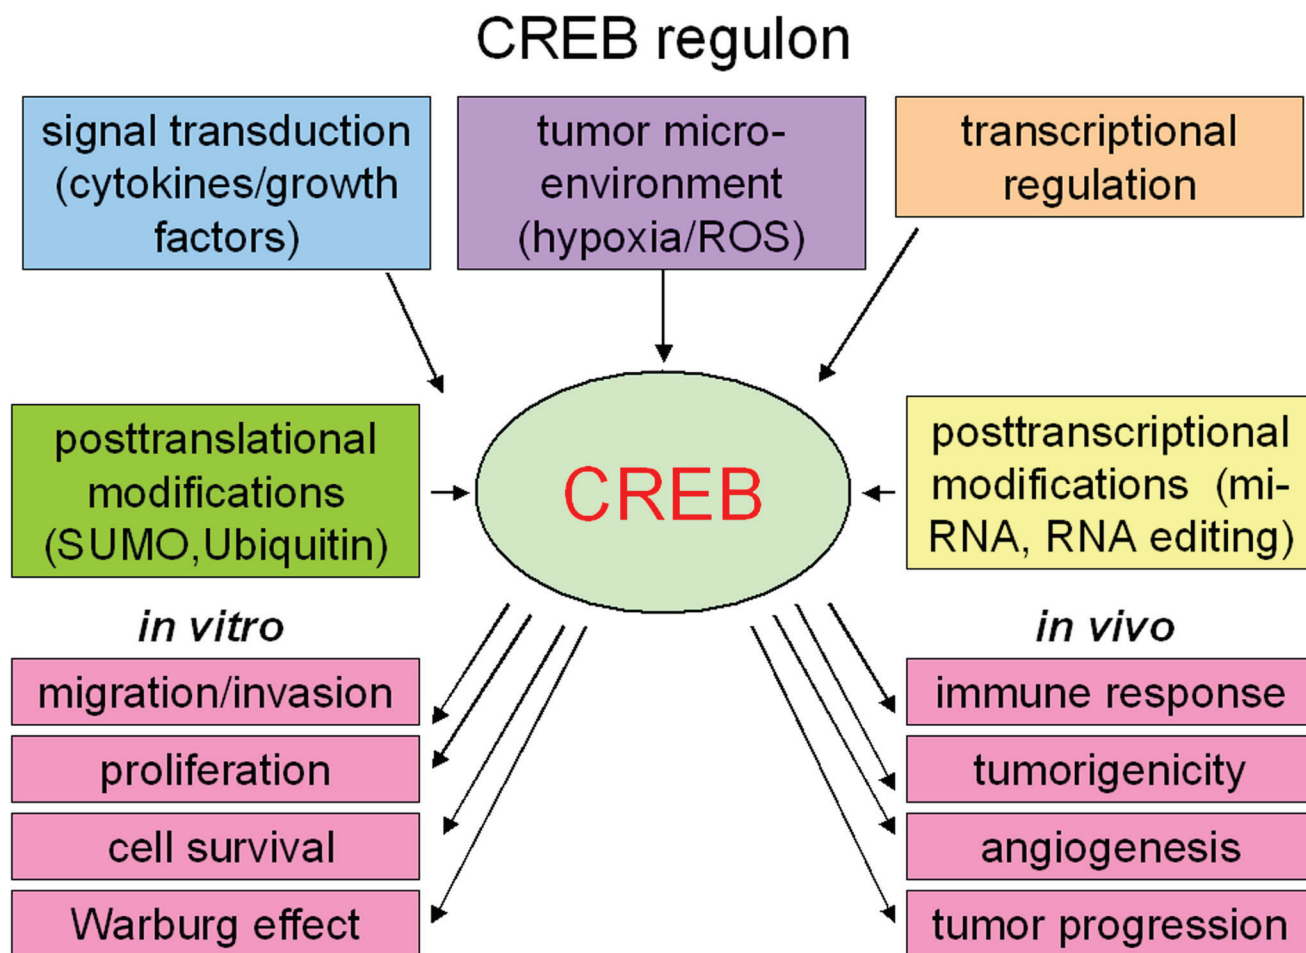 CREB regulon
signal transduction
(cytokines/growth
factors)
tumor micro-
environment
(hypoxia/ROS)
transcriptional
regulation
posttranslational
modifications
(SUMO,Ubiquitin)
CREB
posttranscriptional
modifications (mi-
RNA, RNA editing)
in vitro
migration/invasion
proliferation
cell survival
Warburg effect
in vivo
immune response
tumorigenicity
angiogenesis
tumor progression